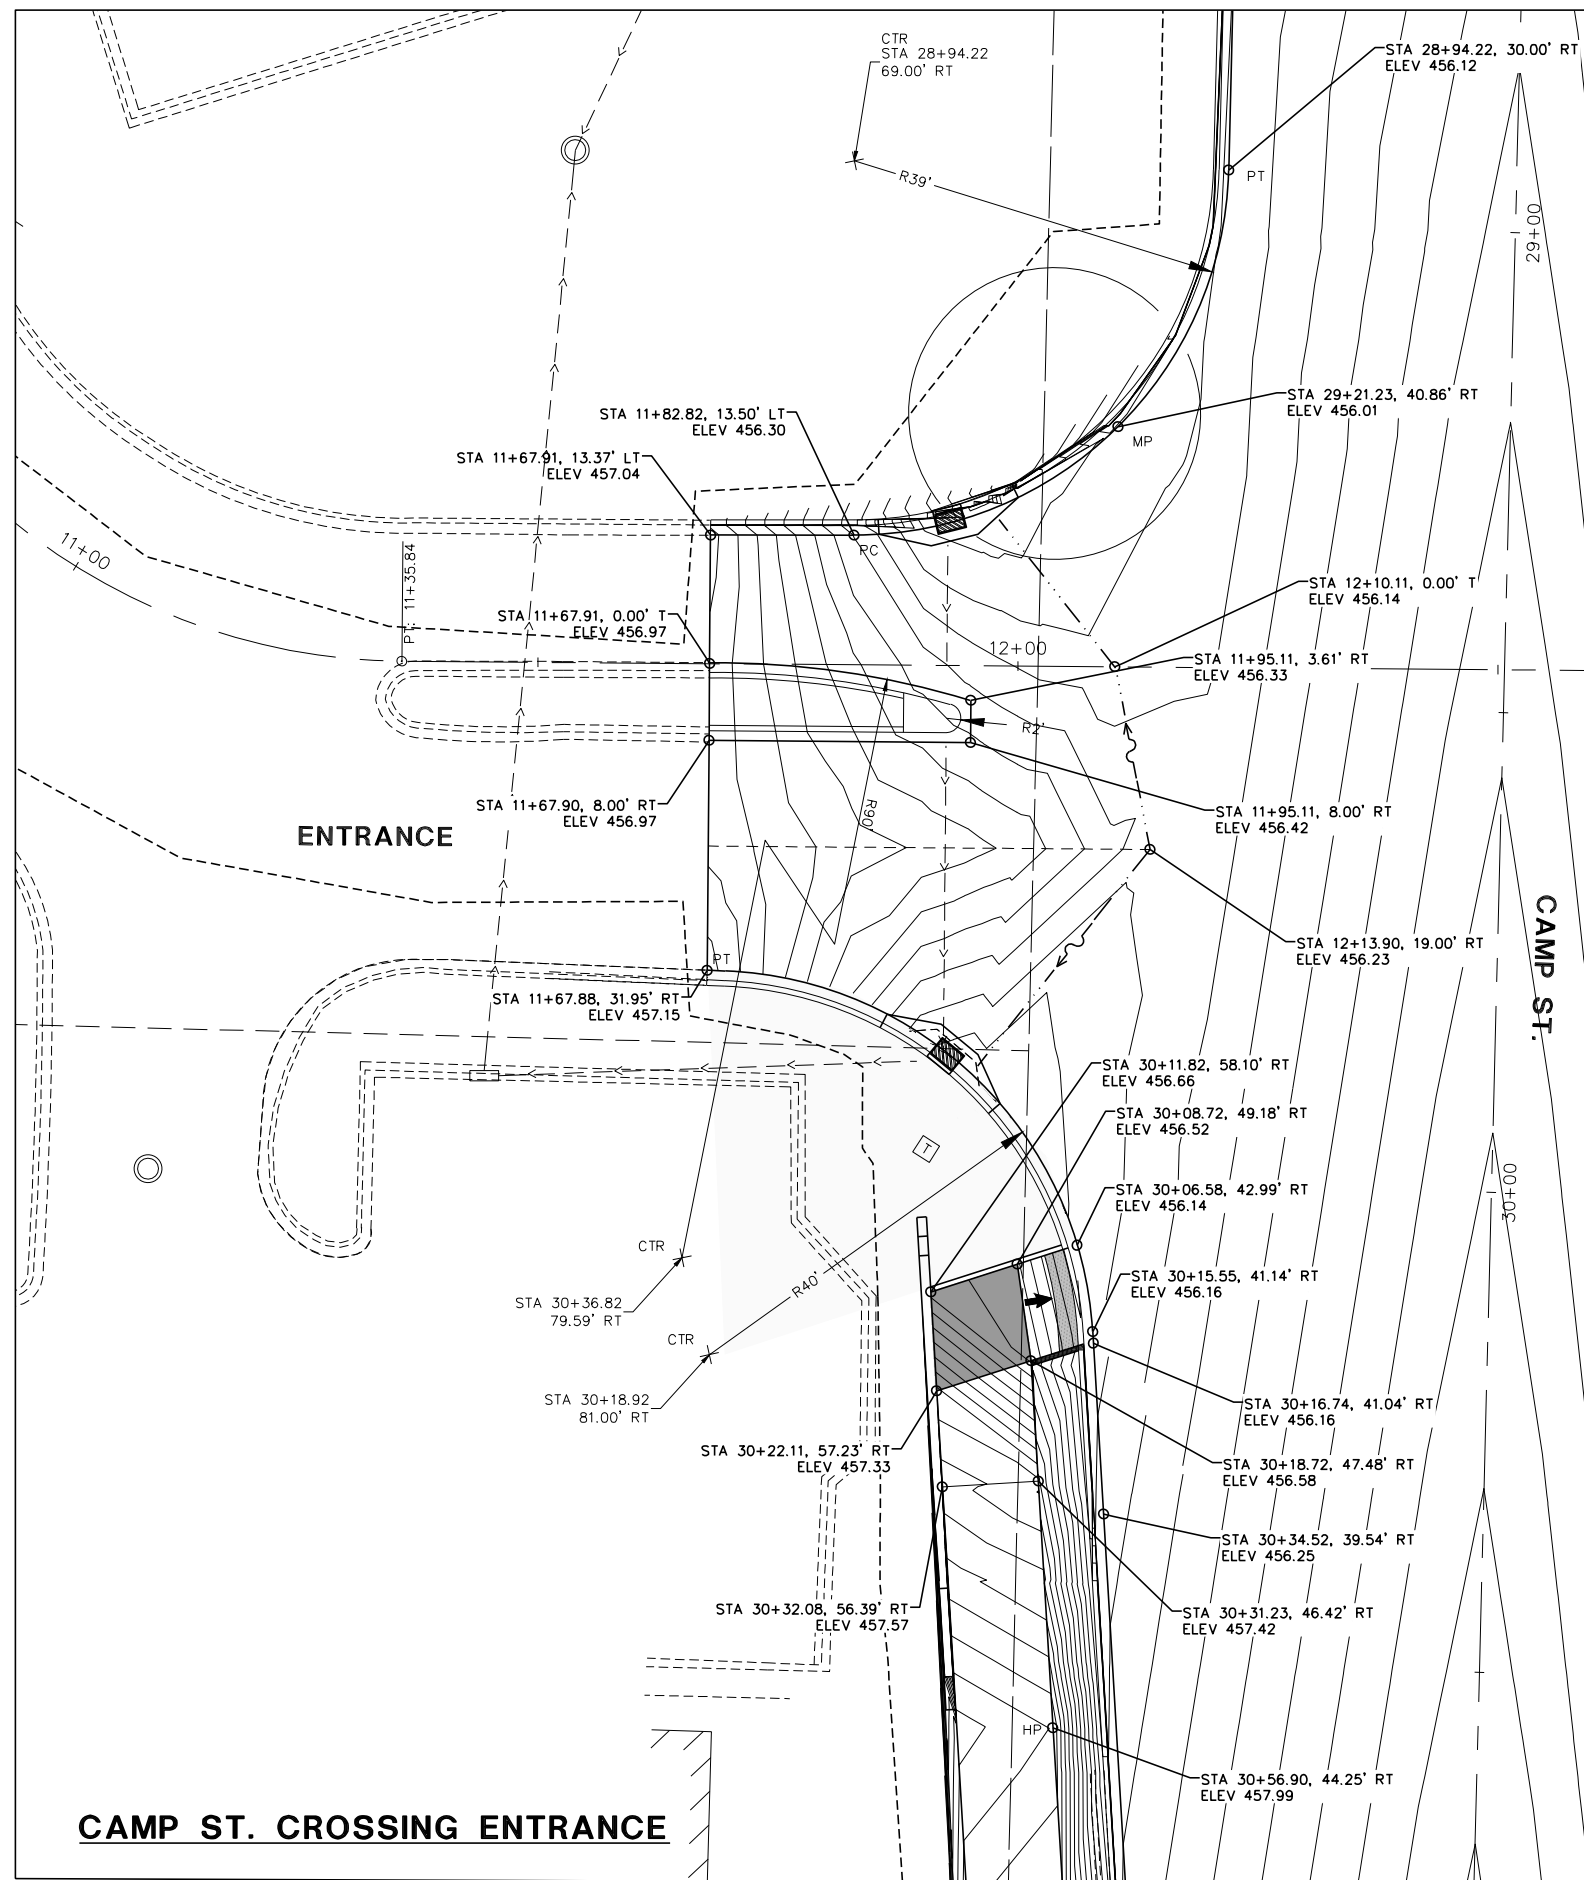 CTR
STA 28+94.22
69.00' RT
STA 28+94.22, 30.00' RT
ELEV 456.12
R39'
PT
29+00
STA 29+21.23, 40.86' RT
ELEV 456.01
STA 11+82.82, 13.50' LT
ELEV 456.30
MP
STA 11+67.91, 13.37' LT
ELEV 457.04
PC
11+00
PT: 11+35.84
STA 12+10.11, 0.00' T
ELEV 456.14
STA 11+67.91, 0.00' T
ELEV 456.97
12+00
STA 11+95.11, 3.61' RT
ELEV 456.33
R2'
STA 11+67.90, 8.00' RT
ELEV 456.97
R90'
STA 11+95.11, 8.00' RT
ELEV 456.42
ENTRANCE
STA 12+13.90, 19.00' RT
ELEV 456.23
CAMP ST.
PT
STA 11+67.88, 31.95' RT
ELEV 457.15
STA 30+11.82, 58.10' RT
ELEV 456.66
STA 30+08.72, 49.18' RT
ELEV 456.52
T
STA 30+06.58, 42.99' RT
ELEV 456.14
30+00
CTR
STA 30+15.55, 41.14' RT
ELEV 456.16
R40'
STA 30+36.82
79.59' RT
CTR
STA 30+18.92
81.00' RT
STA 30+16.74, 41.04' RT
ELEV 456.16
STA 30+22.11, 57.23' RT
ELEV 457.33
STA 30+18.72, 47.48' RT
ELEV 456.58
STA 30+34.52, 39.54' RT
ELEV 456.25
STA 30+32.08, 56.39' RT
ELEV 457.57
STA 30+31.23, 46.42' RT
ELEV 457.42
HP
STA 30+56.90, 44.25' RT
ELEV 457.99
CAMP ST. CROSSING ENTRANCE